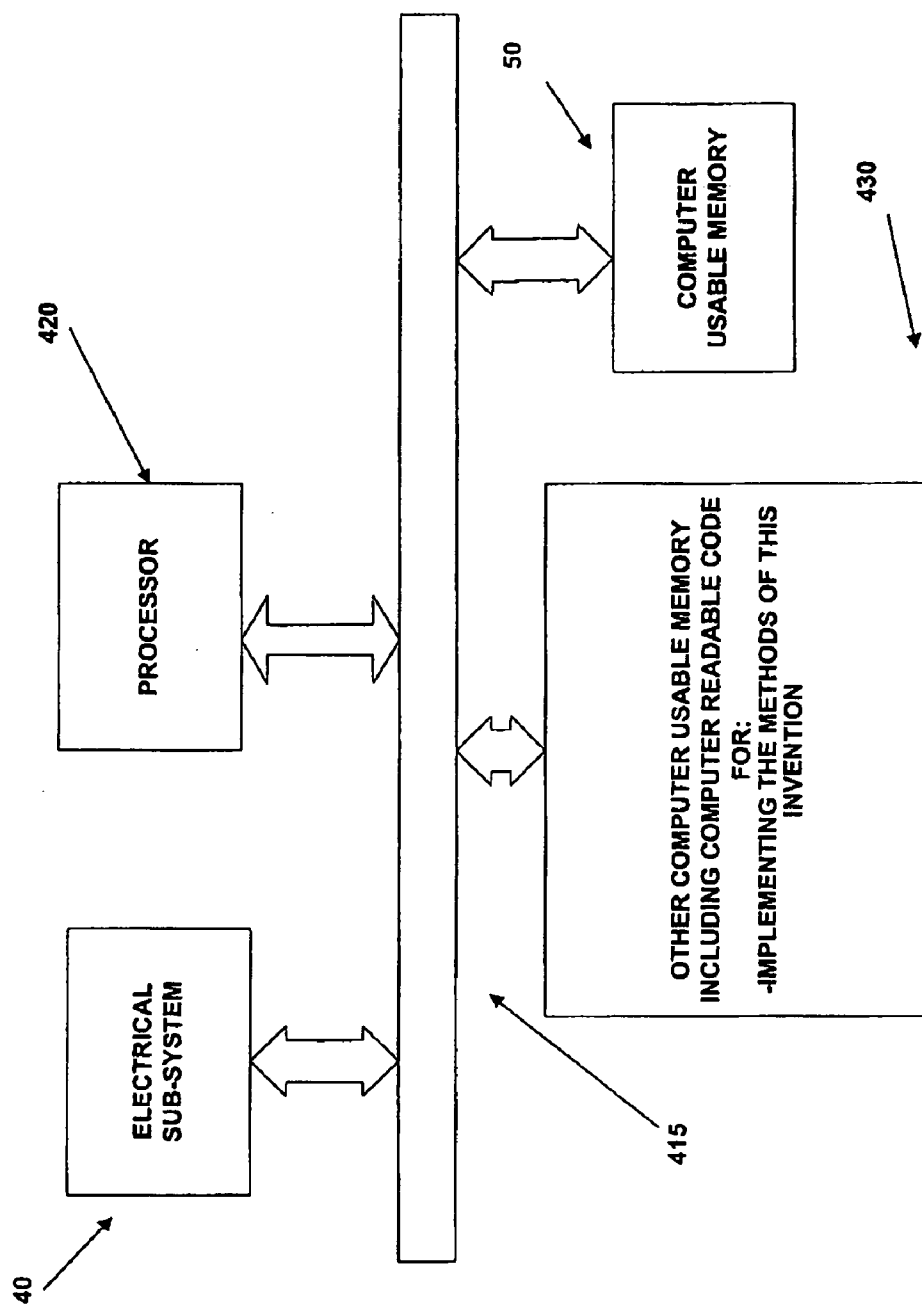 40
ELECTRICAL
SUB-SYSTEM
PROCESSOR
420
415
OTHER COMPUTER USABLE MEMORY
INCLUDING COMPUTER READABLE CODE
FOR:
-IMPLEMENTING THE METHODS OF THIS
INVENTION
COMPUTER
USABLE MEMORY
50
430